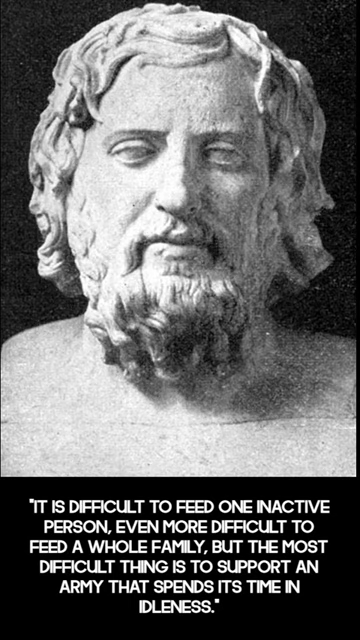 "IT IS DIFFICULT TO FEED ONE INACTIVE
PERSON, EVEN MORE DIFFICULT TO
FEED A WHOLE FAMILY, BUT THE MOST
DIFFICULT THING IS TO SUPPORT AN
ARMY THAT SPENDS ITS TIME IN
IDLENESS."